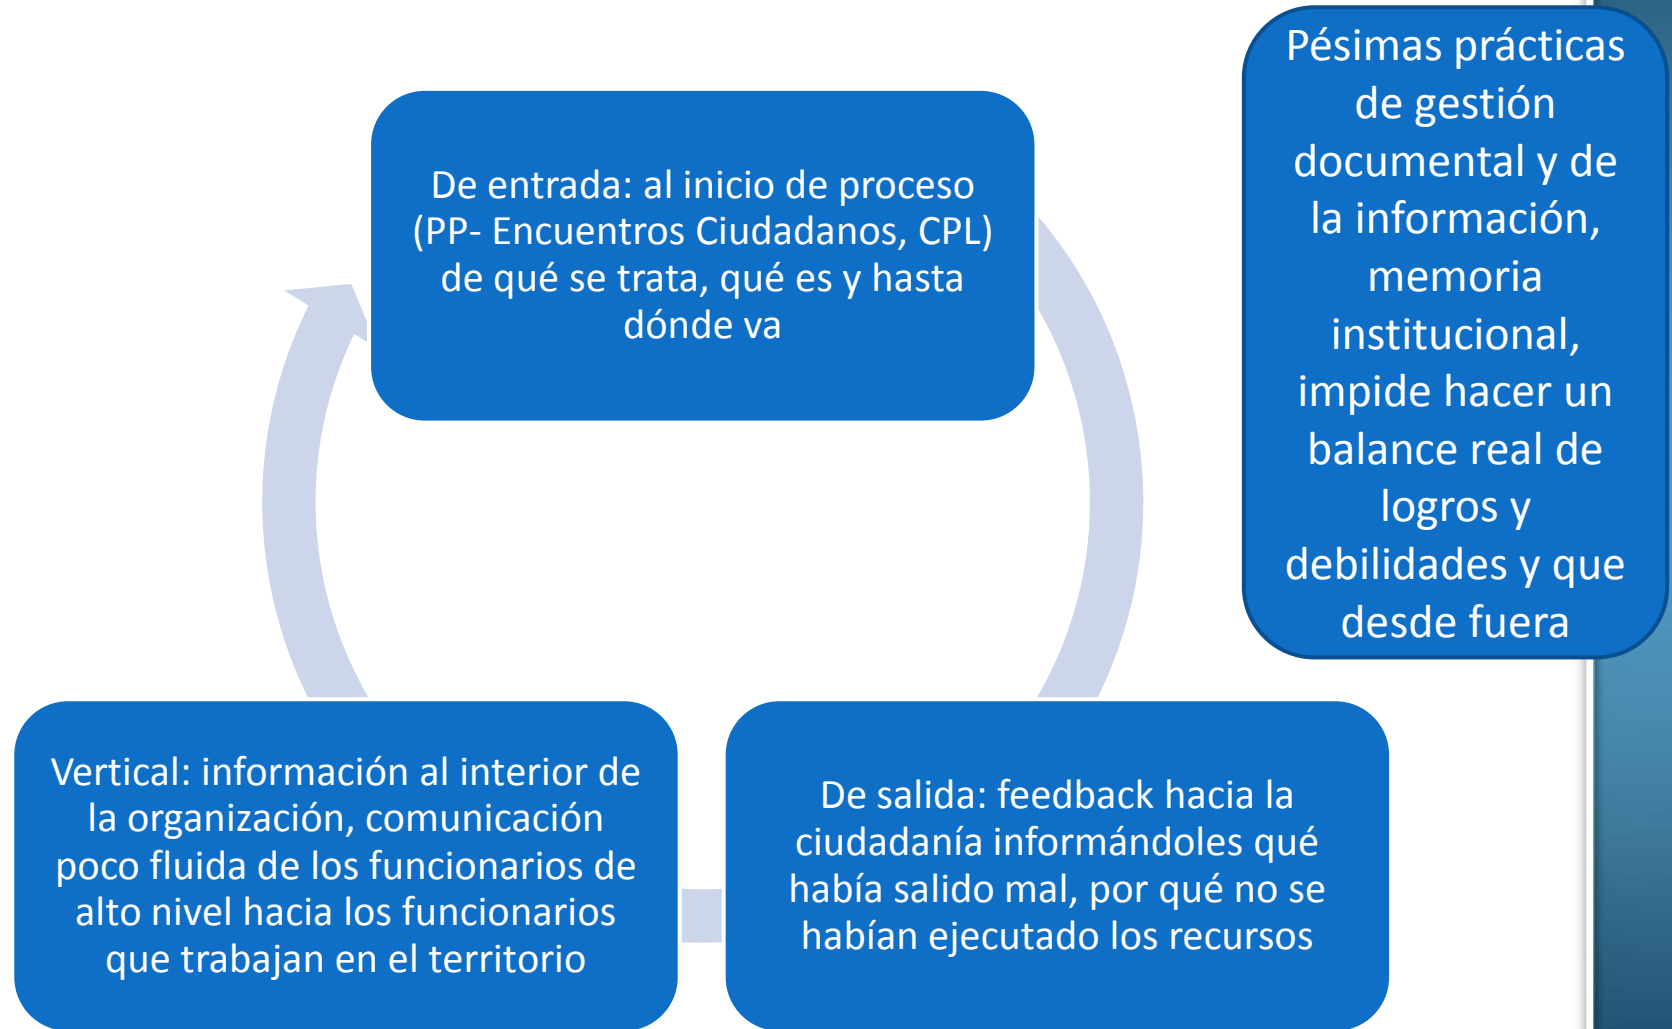 De entrada: al inicio de proceso
(PP- Encuentros Ciudadanos, CPL)
de qué se trata, qué es y hasta
dónde va
Pésimas prácticas
de gestión
documental y de
la información,
memoria
institucional,
impide hacer un
balance real de
logros y
debilidades y que
desde fuera
Vertical: información al interior de
la organización, comunicación
poco fluida de los funcionarios de
alto nivel hacia los funcionarios
que trabajan en el territorio
De salida: feedback hacia la
ciudadanía informándoles qué
había salido mal, por qué no se
habían ejecutado los recursos